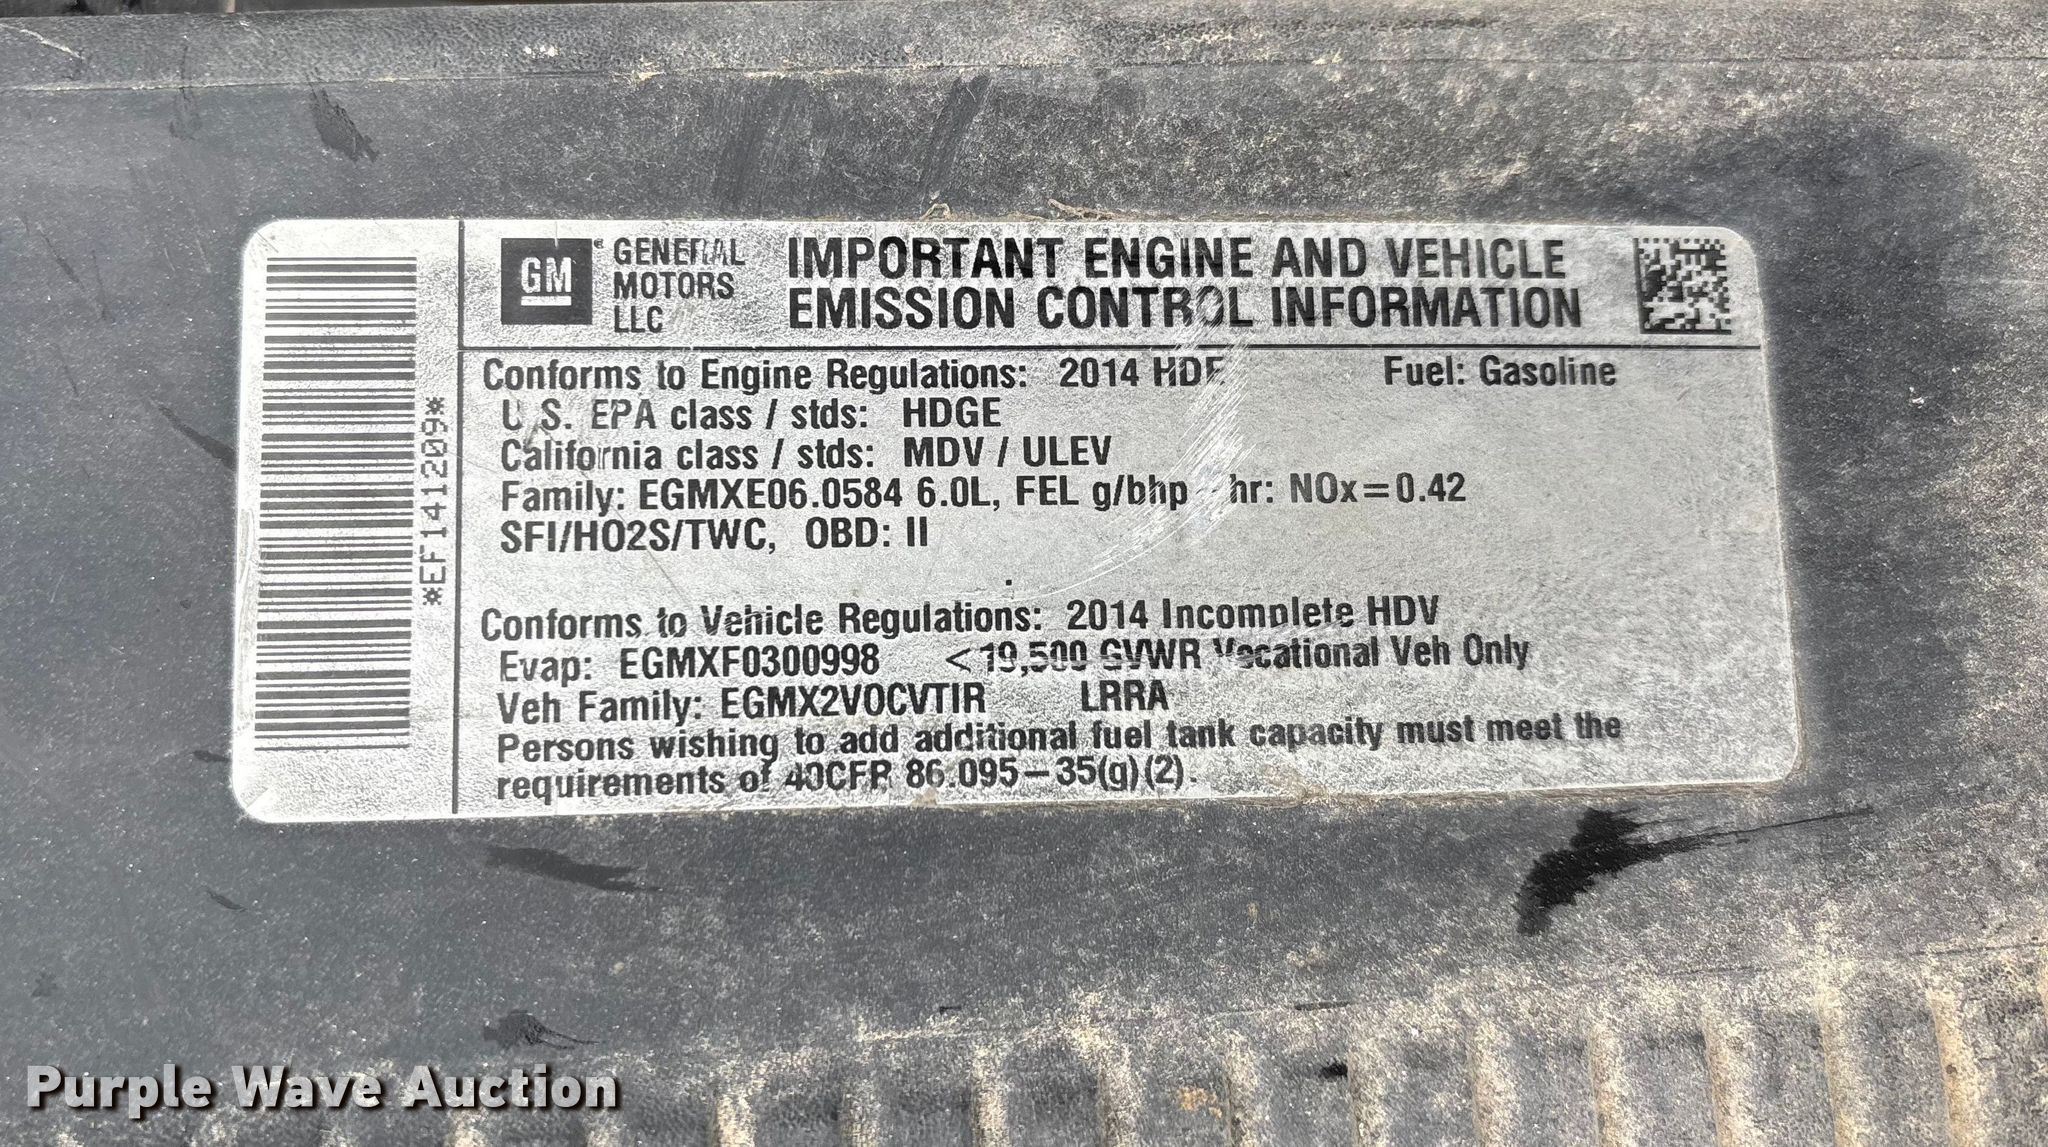 *EF141209*
GM
GENERAL
MOTORS
LLC
IMPORTANT ENGINE AND VEHICLE
EMISSION CONTROL INFORMATION
Conforms to Engine Regulations: 2014 HDE Fuel: Gasoline
U.S. EPA class / stds: HDGE
California class / stds: MDV / ULEV
Family: EGMXE06.0584 6.0L, FEL g/bhp - hr: NOx=0.42
SFI/HO2S/TWC, OBD: II
Conforms to Vehicle Regulations: 2014 Incomplete HDV
Evap: EGMXF0300998 <19,500 GVWR Vocational Veh Only
Veh Family: EGMX2VOCVTIR LRRA
Persons wishing to add additional fuel tank capacity must meet the
requirements of 40CFR 86.095-35(g)(2).
Purple Wave Auction